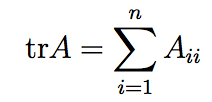 trA = \sum_{i=1}^{n} A_{ii}